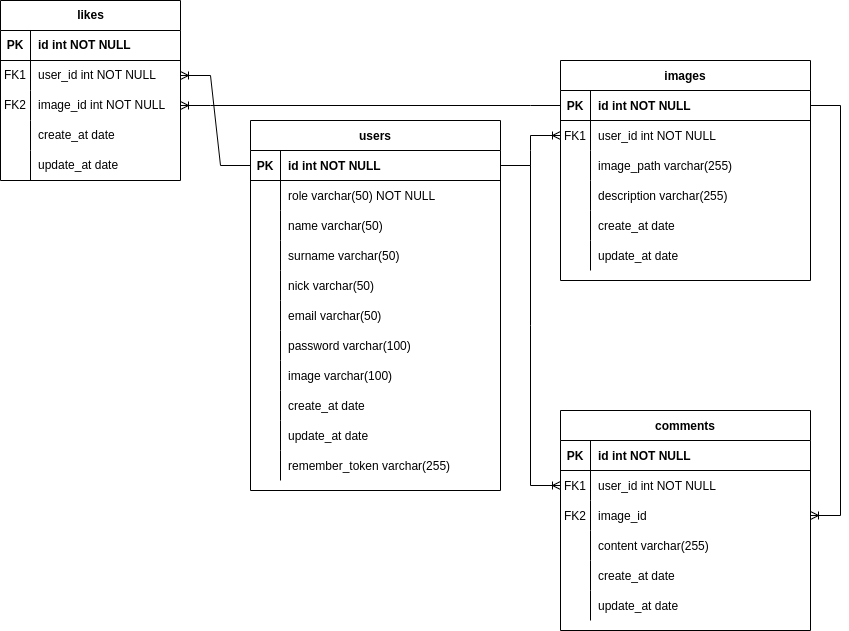 likes
PK id int NOT NULL
FK1 user_id int NOT NULL
FK2 image_id int NOT NULL
create_at date
update_at date
users
PK id int NOT NULL
role varchar(50) NOT NULL
name varchar(50)
surname varchar(50)
nick varchar(50)
email varchar(50)
password varchar(100)
image varchar(100)
create_at date
update_at date
remember_token varchar(255)
images
PK id int NOT NULL
FK1 user_id int NOT NULL
image_path varchar(255)
description varchar(255)
create_at date
update_at date
comments
PK id int NOT NULL
FK1 user_id int NOT NULL
FK2 image_id
content varchar(255)
create_at date
update_at date